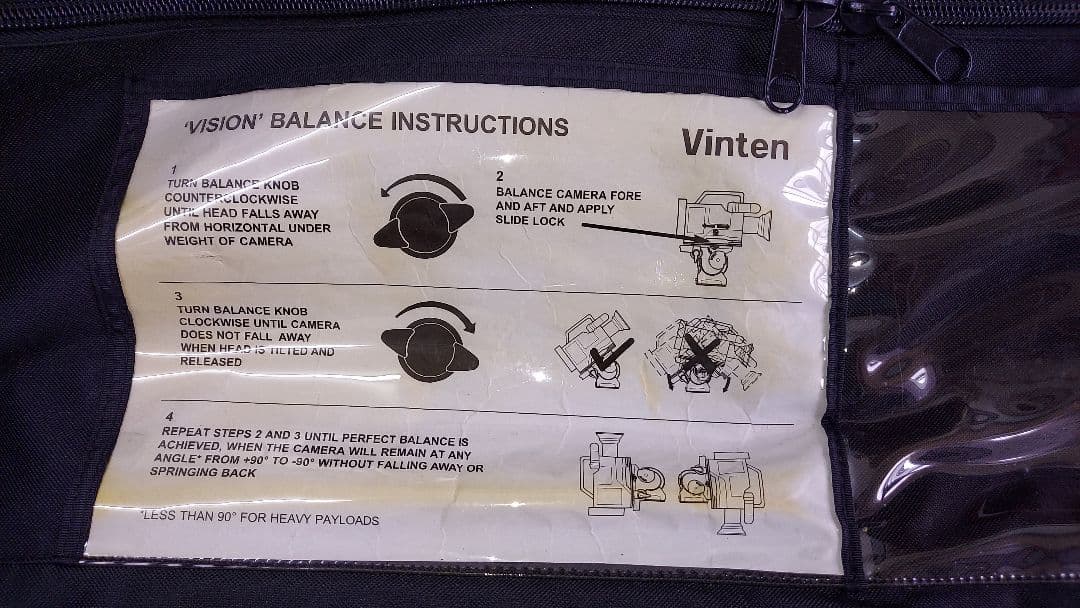 'VISION' BALANCE INSTRUCTIONS
Vinten
1
TURN BALANCE KNOB
COUNTERCLOCKWISE
UNTIL HEAD FALLS AWAY
FROM HORIZONTAL UNDER
WEIGHT OF CAMERA
2
BALANCE CAMERA FORE
AND AFT AND APPLY
SLIDE LOCK
3
TURN BALANCE KNOB
CLOCKWISE UNTIL CAMERA
DOES NOT FALL AWAY
WHEN HEAD IS TILTED AND
RELEASED
4
REPEAT STEPS 2 AND 3 UNTIL PERFECT BALANCE IS
ACHIEVED, WHEN THE CAMERA WILL REMAIN AT ANY
ANGLE* FROM +90° TO -90° WITHOUT FALLING AWAY OR
SPRINGING BACK
*LESS THAN 90° FOR HEAVY PAYLOADS